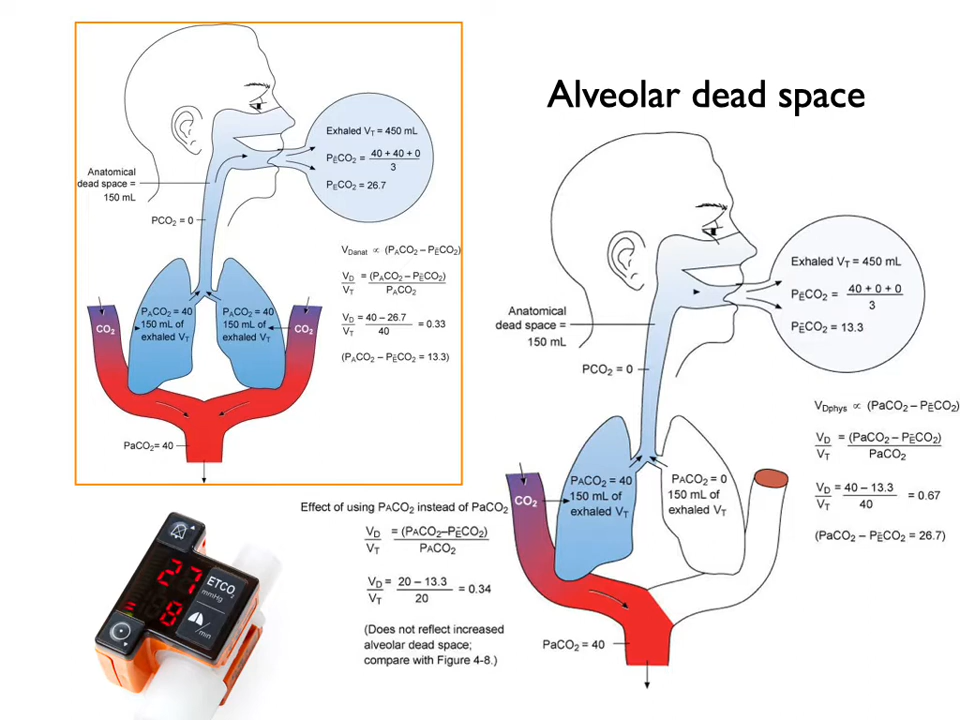 Alveolar dead space
Exhaled VT = 450 mL
PĒCO2 = 40 + 40 + 0
3
PECO2 = 26.7
Anatomical
dead space =
150 mL
PCO2 = 0
VDanat ∝ (PACO2 – PĒCO2)
VD = (PACO2 – PĒCO2)
VT PACO2
VD = 40 – 26.7 = 0.33
VT 40
(PACO2 – PĒCO2 = 13.3)
PACO2 = 40
150 mL of
exhaled VT
PACO2 = 40
150 mL of
exhaled VT
CO2
CO2
PaCO2= 40
Exhaled VT = 450 mL
PĒCO2 = 40 + 0 + 0
3
PĒCO2 = 13.3
Anatomical
dead space =
150 mL
PCO2 = 0
VDphys ∝ (PaCO2 – PĒCO2)
VD = (PaCO2 – PĒCO2)
VT PaCO2
VD = 40 – 13.3 = 0.67
VT 40
(PaCO2 – PĒCO2 = 26.7)
PACO2 = 40
150 mL of
exhaled VT
PACO2 = 0
150 mL of
exhaled VT
CO2
PaCO2 = 40
Effect of using PACO2 instead of PaCO2
VD = (PACO2–PĒCO2)
VT PACO2
VD = 20 – 13.3 = 0.34
VT 20
(Does not reflect increased
alveolar dead space;
compare with Figure 4-8.)
27
ETCO2
mmHg
8
/min